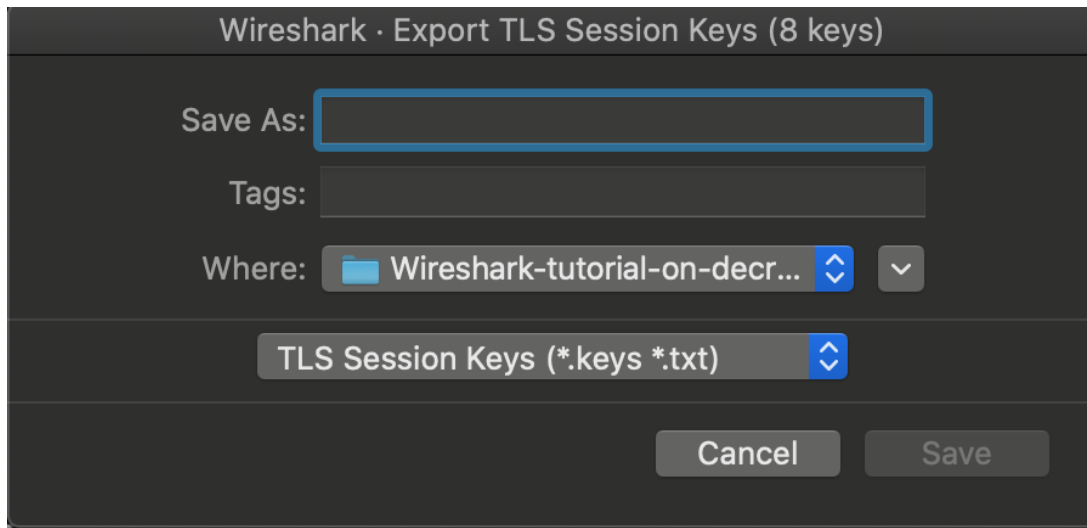 Wireshark · Export TLS Session Keys (8 keys)
Save As:
Tags:
Where: Wireshark-tutorial-on-decr...
TLS Session Keys (*.keys *.txt)
Cancel Save